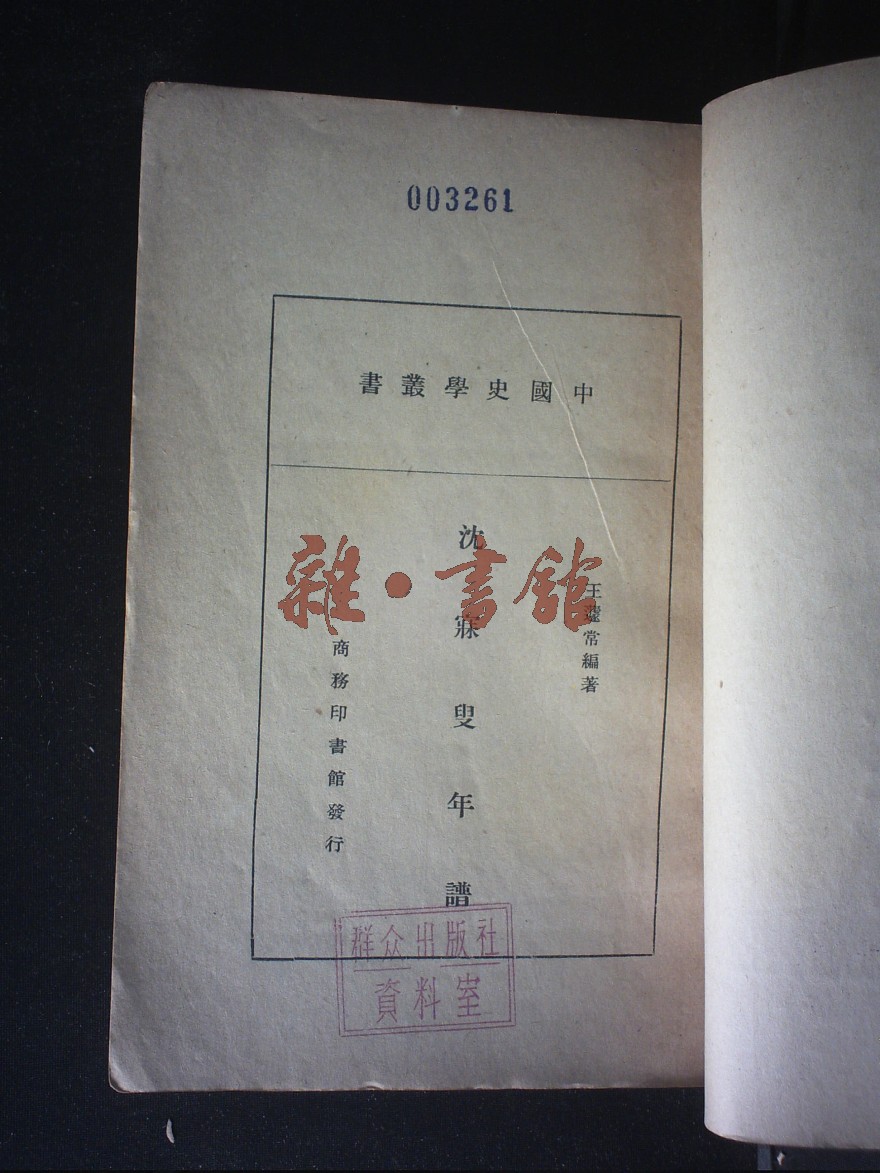 003261
中國史學叢書
王蘧常編著
沈寐叟年譜
商務印書館發行
雜·書館
群众出版社
資料室